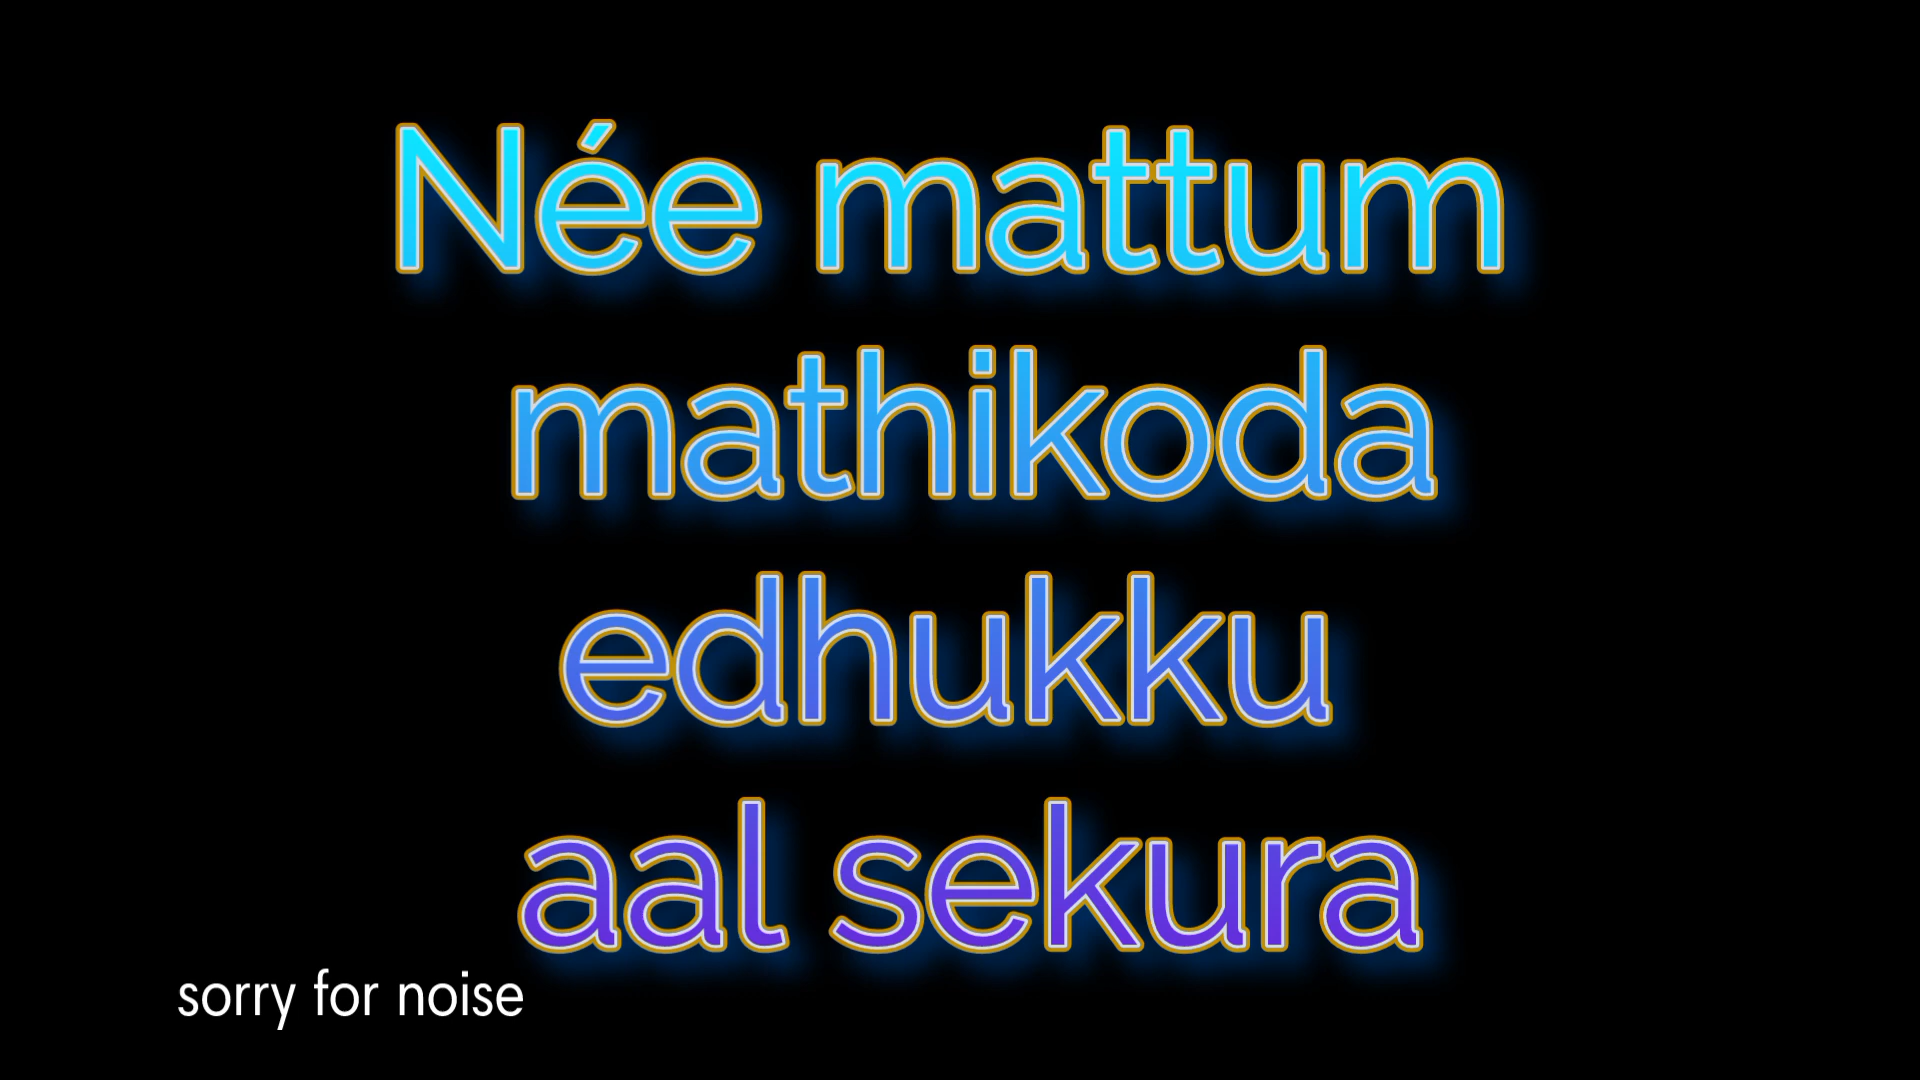 Née mattum
mathikoda
edhukku
aal sekura
sorry for noise